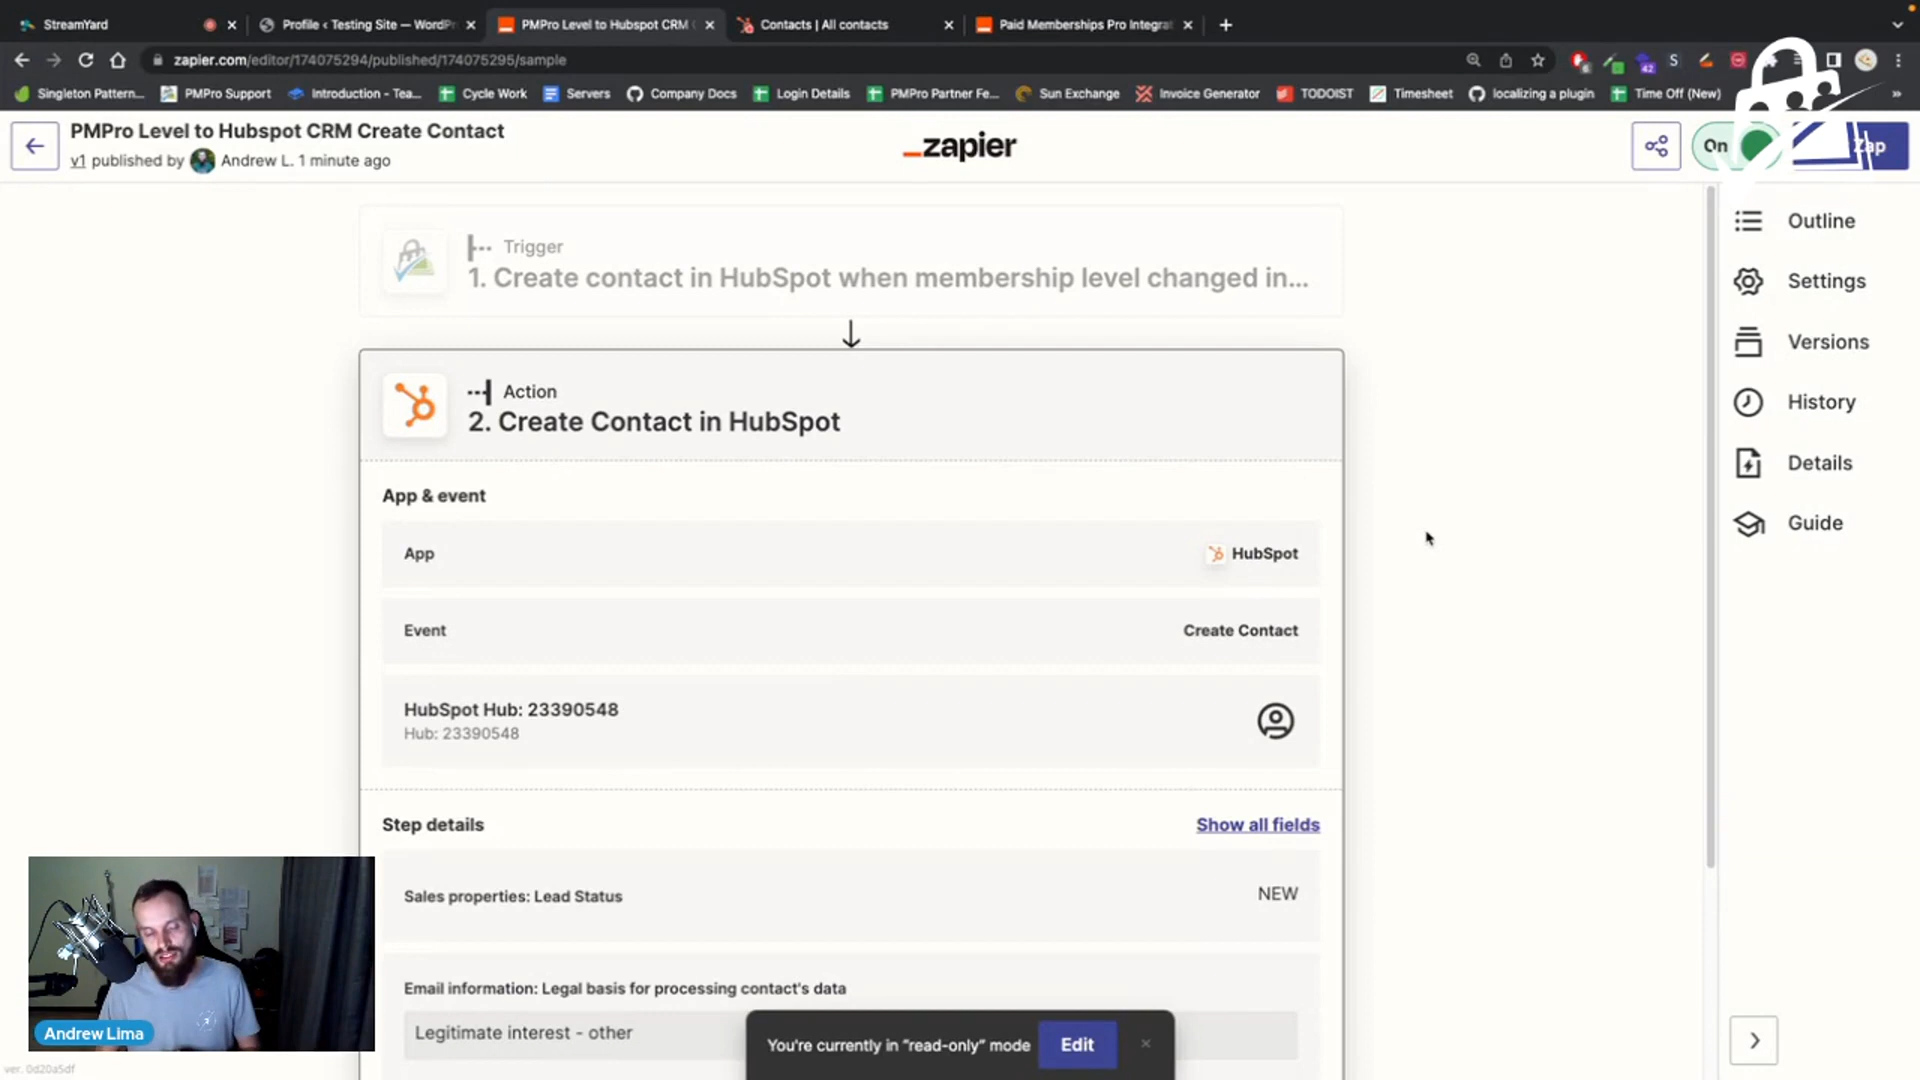 StreamYard
Profile ‹ Testing Site — WordPr
PMPro Level to Hubspot CRM
Contacts | All contacts
Paid Memberships Pro Integrat
zapier.com/editor/174075294/published/174075295/sample
Singleton Pattern...
PMPro Support
Introduction - Tea...
Cycle Work
Servers
Company Docs
Login Details
PMPro Partner Fe...
Sun Exchange
Invoice Generator
TODOIST
Timesheet
localizing a plugin
Time Off (New)
PMPro Level to Hubspot CRM Create Contact
v1 published by Andrew L. 1 minute ago
zapier
On
Zap
Trigger
1. Create contact in HubSpot when membership level changed in...
Action
2. Create Contact in HubSpot
App & event
App
HubSpot
Event
Create Contact
HubSpot Hub: 23390548
Hub: 23390548
Step details
Show all fields
Sales properties: Lead Status
NEW
Email information: Legal basis for processing contact's data
Legitimate interest - other
You're currently in “read-only” mode
Edit
Outline
Settings
Versions
History
Details
Guide
Andrew Lima
ver. 0d20a5df